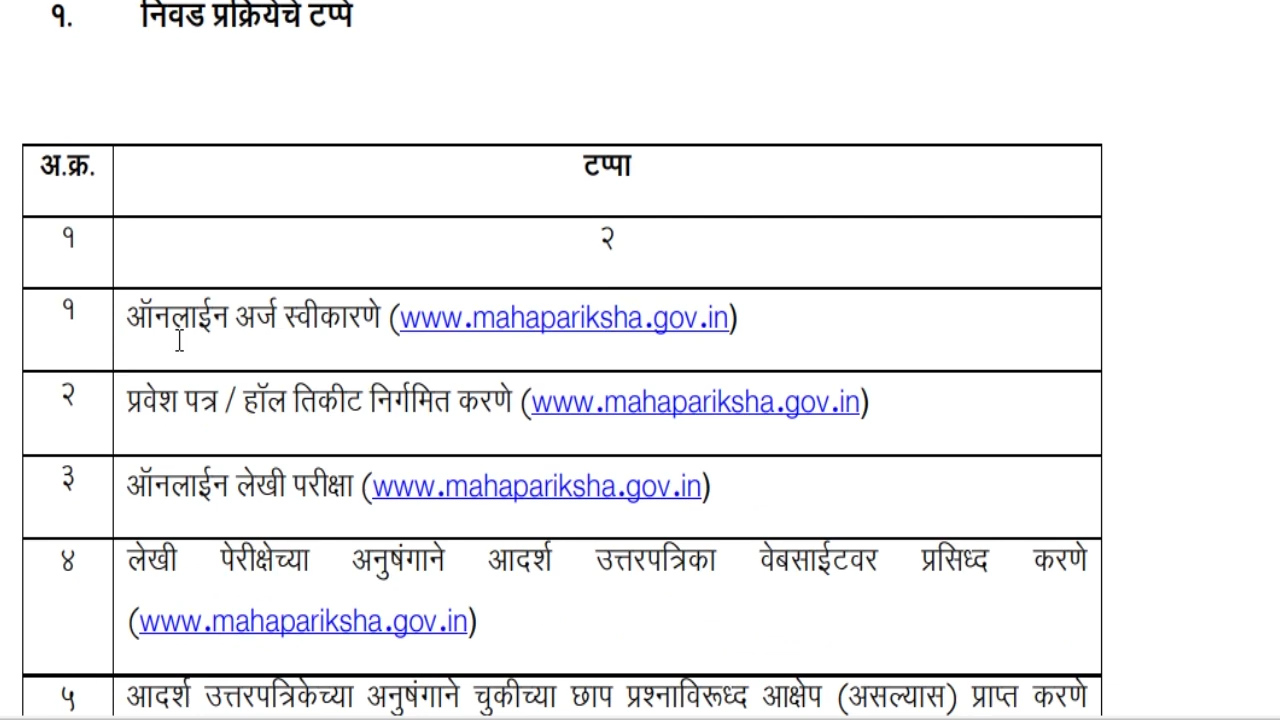 १. निवड प्रक्रियेचे टप्पे
अ.क्र. टप्पा
१ २
१ ऑनलाईन अर्ज स्वीकारणे (www.mahapariksha.gov.in)
२ प्रवेश पत्र / हॉल तिकीट निर्गमित करणे (www.mahapariksha.gov.in)
३ ऑनलाईन लेखी परीक्षा (www.mahapariksha.gov.in)
४ लेखी पेरीक्षेच्या अनुषंगाने आदर्श उत्तरपत्रिका वेबसाईटवर प्रसिध्द करणे
(www.mahapariksha.gov.in)
५ आदर्श उत्तरपत्रिकेच्या अनुषंगाने चुकीच्या छाप प्रश्नाविरूध्द आक्षेप (असल्यास) प्राप्त करणे